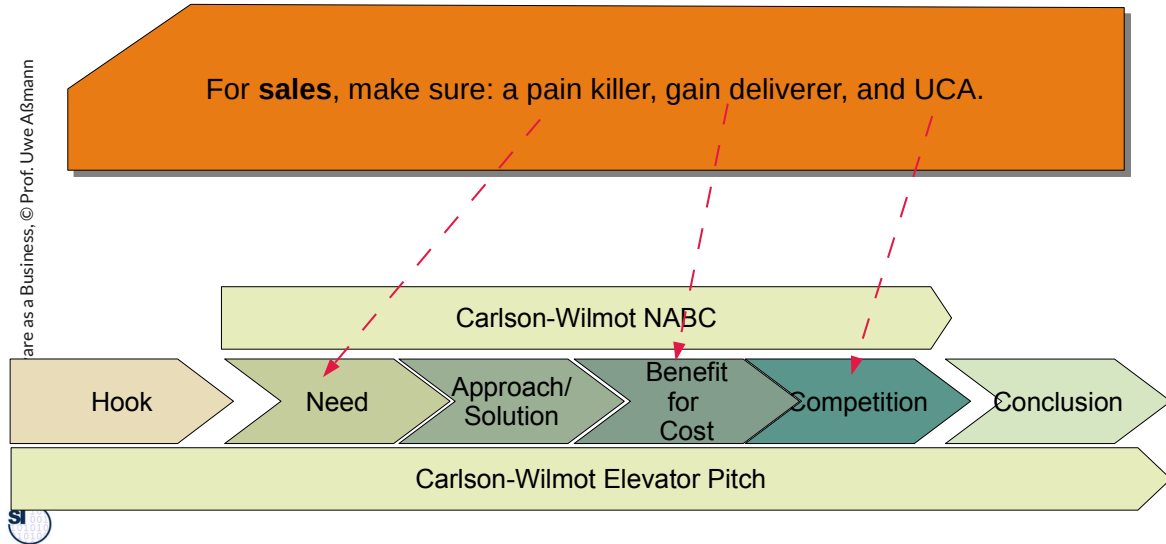 For sales, make sure: a pain killer, gain deliverer, and UCA.
are as a Business, © Prof. Uwe Aßmann
Carlson-Wilmot NABC
Hook
Need
Approach/
Solution
Benefit
for
Cost
Competition
Conclusion
Carlson-Wilmot Elevator Pitch
ST